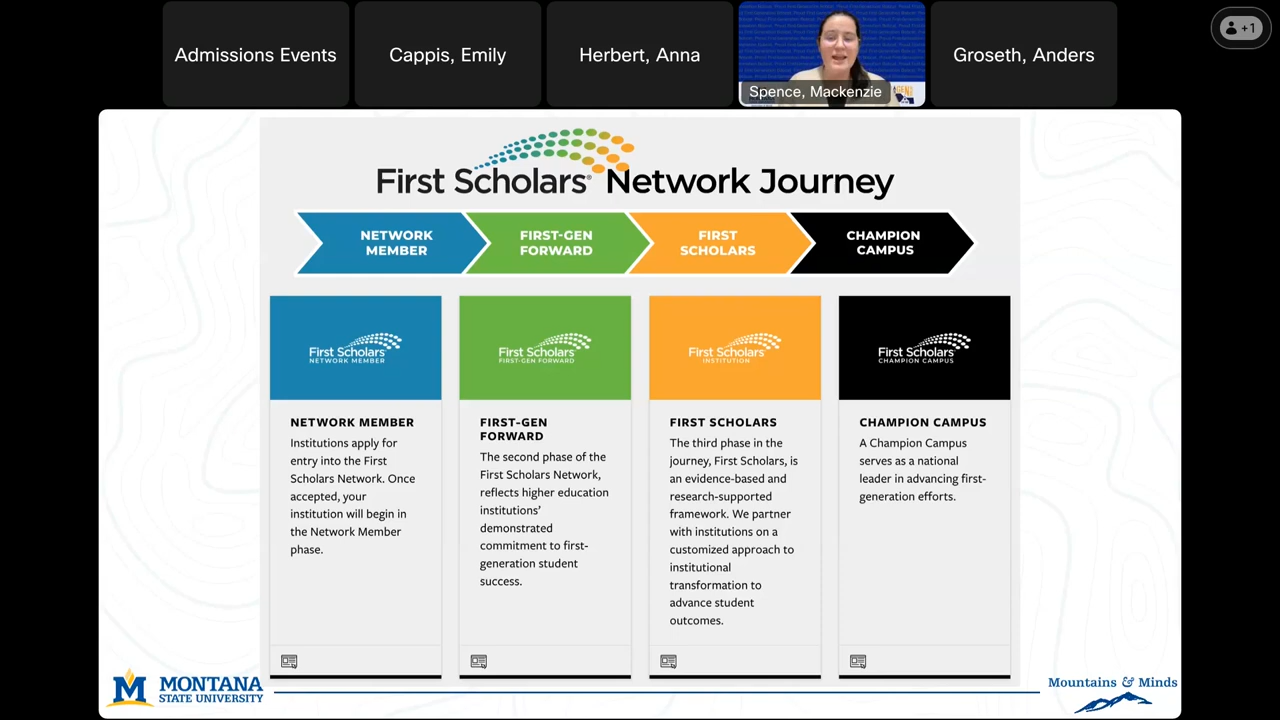 Admissions Events
Cappis, Emily
Herbert, Anna
Spence, Mackenzie
Groseth, Anders
+1
First Scholars® Network Journey
NETWORK
MEMBER
FIRST-GEN
FORWARD
FIRST
SCHOLARS
CHAMPION
CAMPUS
First Scholars
NETWORK MEMBER
First Scholars
FIRST-GEN FORWARD
First Scholars
INSTITUTION
First Scholars
CHAMPION CAMPUS
NETWORK MEMBER
Institutions apply for
entry into the First
Scholars Network. Once
accepted, your
institution will begin in
the Network Member
phase.
FIRST-GEN
FORWARD
The second phase of the
First Scholars Network,
reflects higher education
institutions’
demonstrated
commitment to first-
generation student
success.
FIRST SCHOLARS
The third phase in the
journey, First Scholars, is
an evidence-based and
research-supported
framework. We partner
with institutions on a
customized approach to
institutional
transformation to
advance student
outcomes.
CHAMPION CAMPUS
A Champion Campus
serves as a national
leader in advancing first-
generation efforts.
M
MONTANA
STATE UNIVERSITY
Mountains & Minds